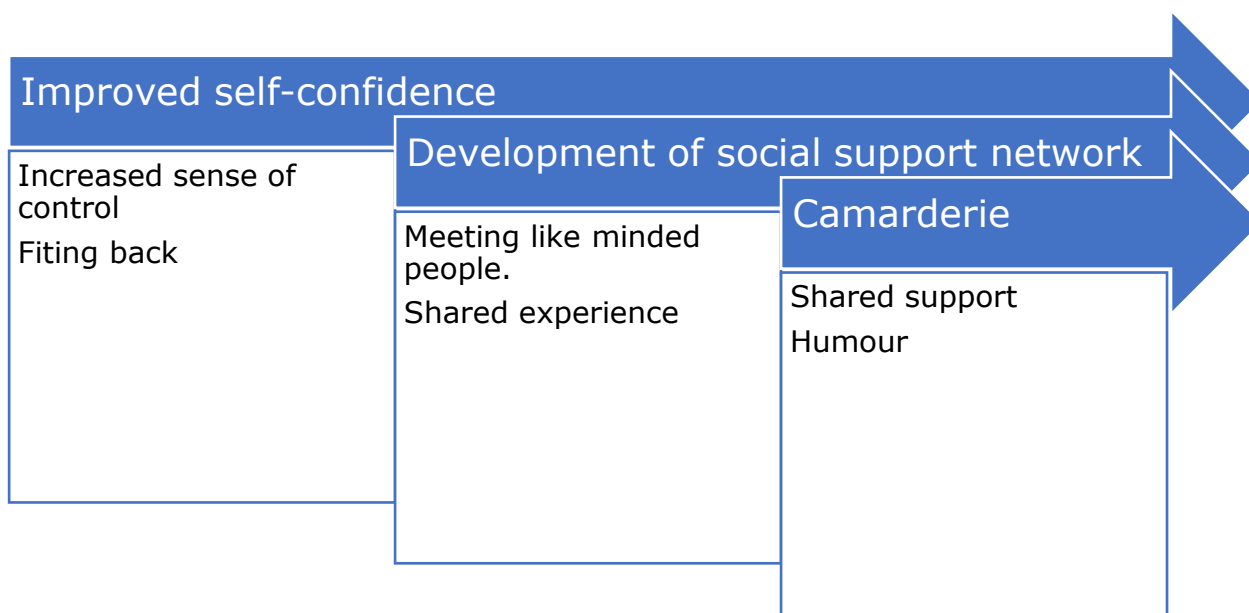 Improved self-confidence
Increased sense of
control
Fiting back
Development of social support network
Meeting like minded
people.
Shared experience
Camarderie
Shared support
Humour